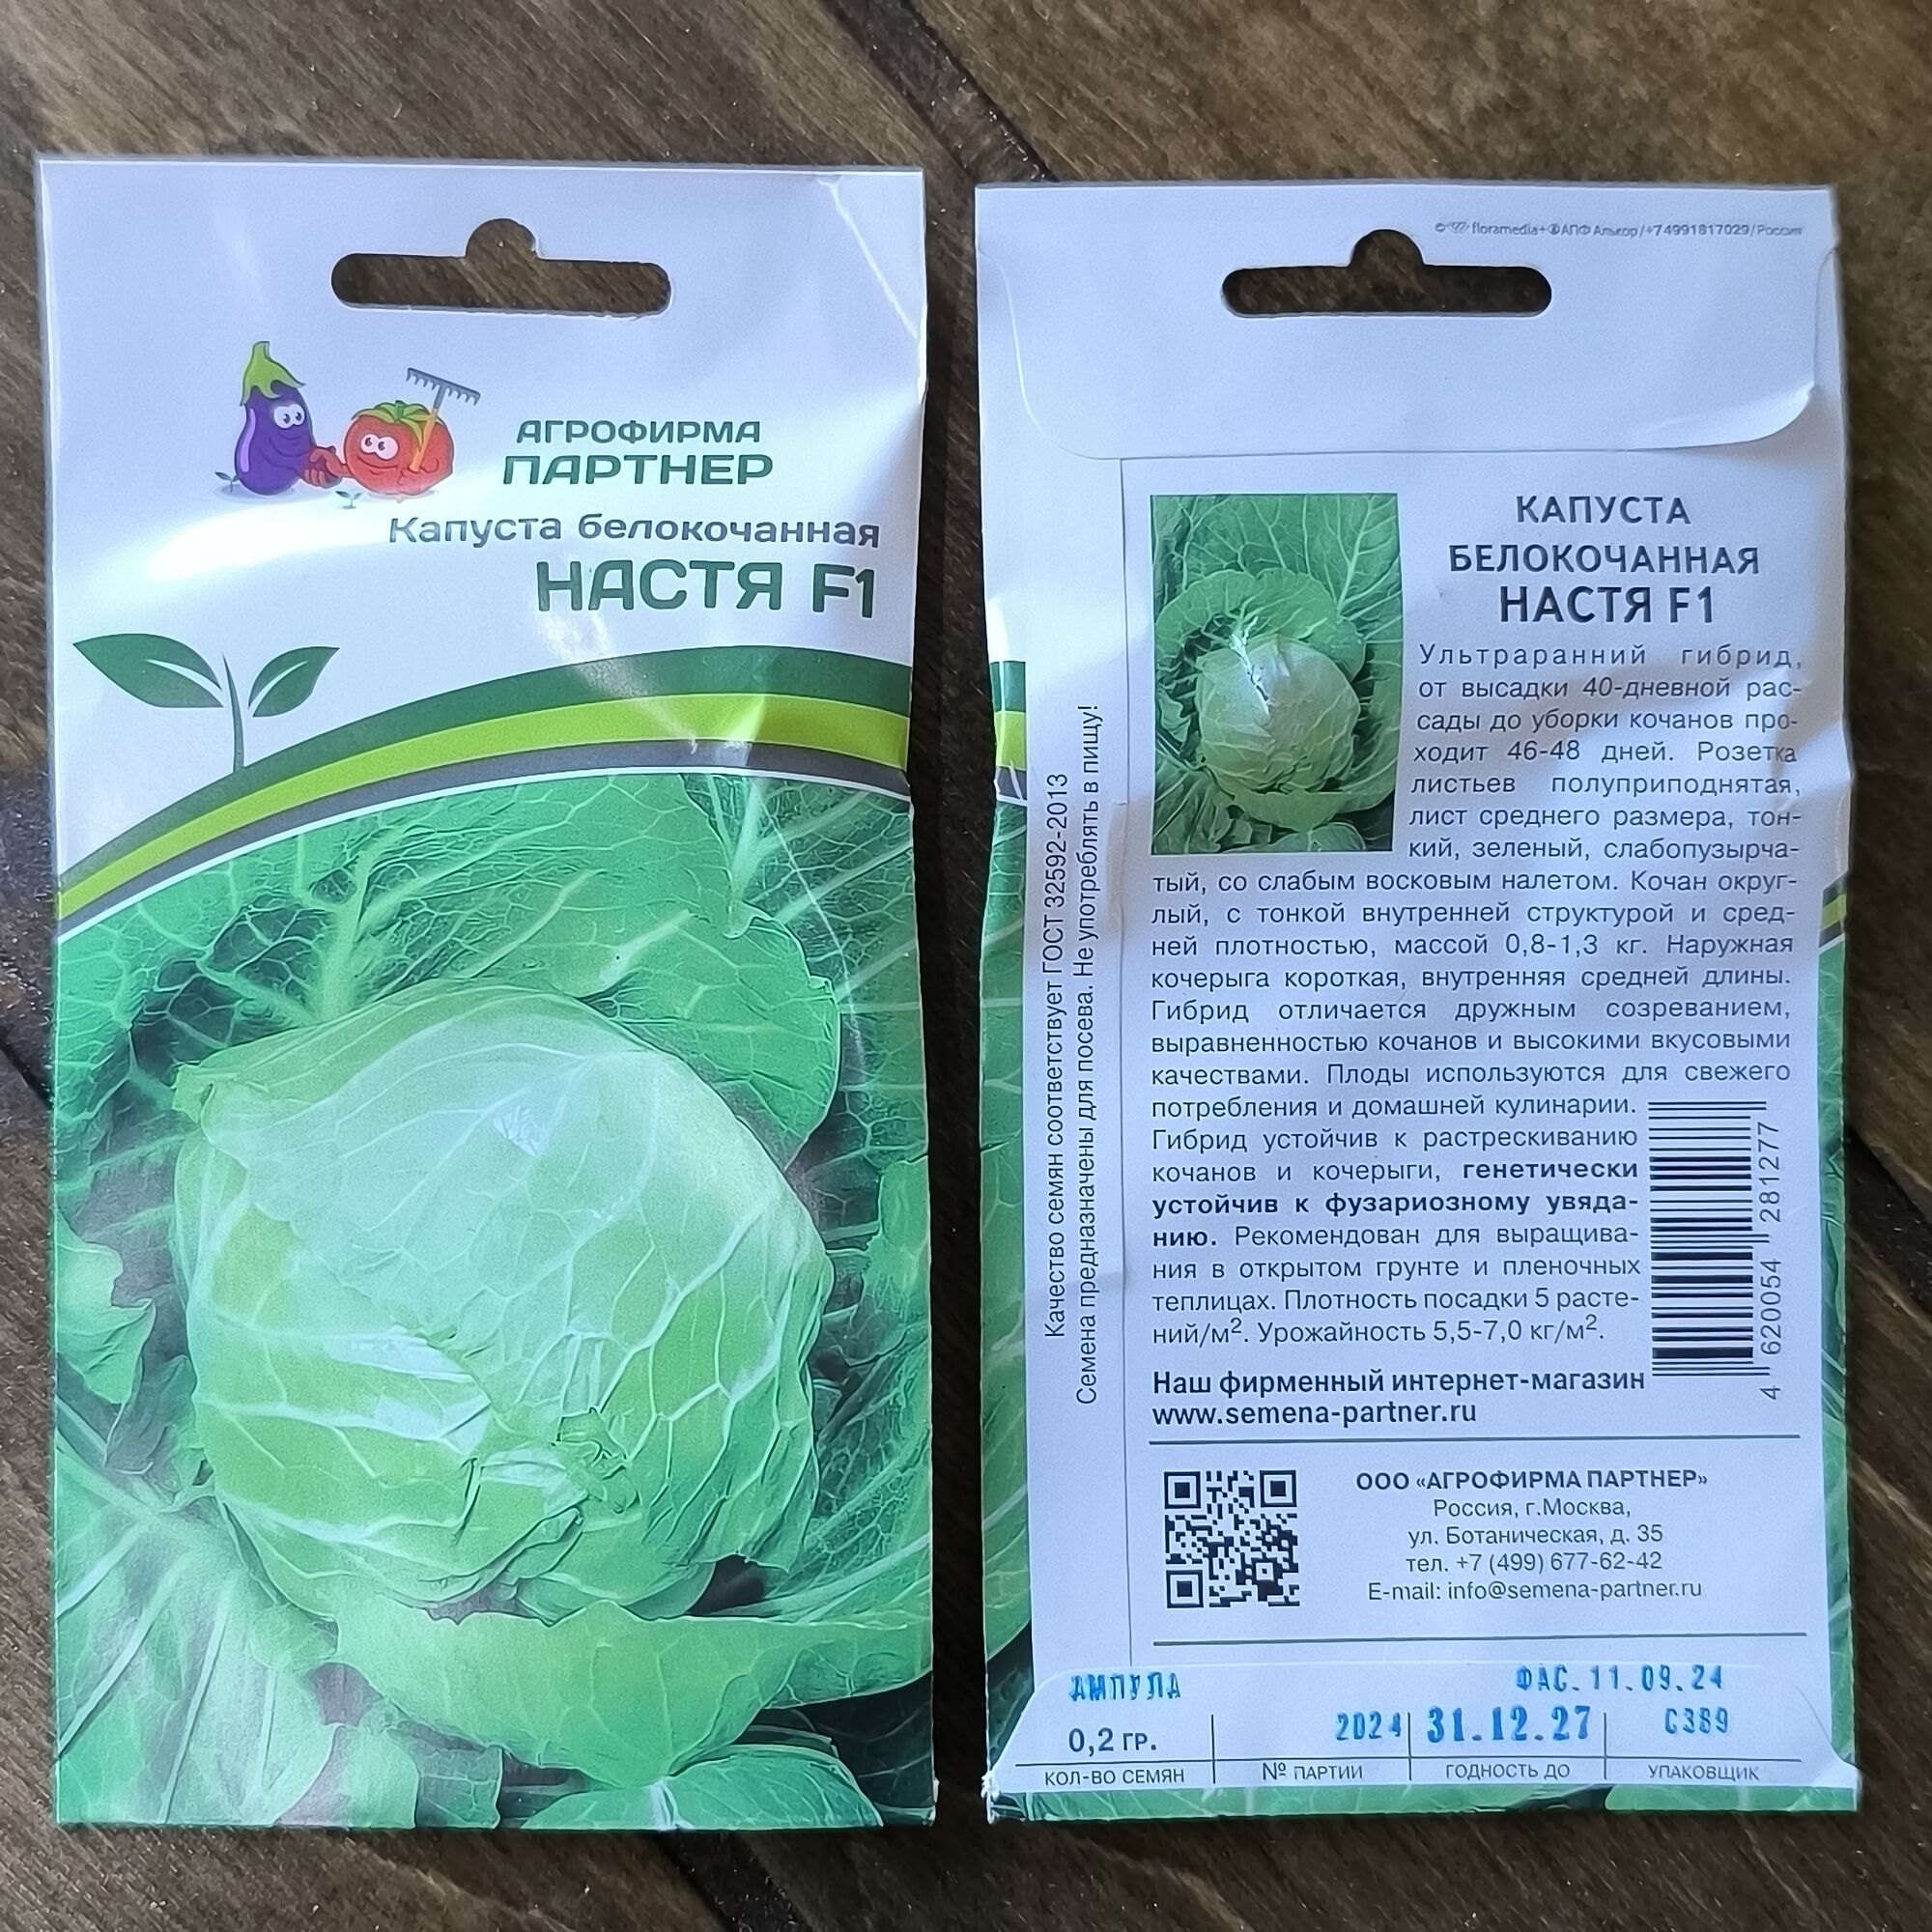 АГРОФИРМА
ПАРТНЕР
Капуста белокочанная
НАСТЯ F1
floramedia+ АПФ Алькор/+74991817029/Россия
КАПУСТА
БЕЛОКОЧАННАЯ
НАСТЯ F1
Ультраранний гибрид,
от высадки 40-дневной рас-
сады до уборки кочанов про-
ходит 46-48 дней. Розетка
листьев полуприподнятая,
лист среднего размера, тон-
кий, зеленый, слабопузырча-
тый, со слабым восковым налетом. Кочан округ-
лый, с тонкой внутренней структурой и сред-
ней плотностью, массой 0,8-1,3 кг. Наружная
кочерыга короткая, внутренняя средней длины.
Гибрид отличается дружным созреванием,
выравненностью кочанов и высокими вкусовыми
качествами. Плоды используются для свежего
потребления и домашней кулинарии.
Гибрид устойчив к растрескиванию
кочанов и кочерыги, генетически
устойчив к фузариозному увяда-
нию. Рекомендован для выращива-
ния в открытом грунте и пленочных
теплицах. Плотность посадки 5 расте-
ний/м². Урожайность 5,5-7,0 кг/м².
Наш фирменный интернет-магазин
www.semena-partner.ru
4 620054 281277
Качество семян соответствует ГОСТ 32592-2013
Семена предназначены для посева. Не употреблять в пищу!
ООО «АГРОФИРМА ПАРТНЕР»
Россия, г.Москва,
ул. Ботаническая, д. 35
тел. +7 (499) 677-62-42
E-mail: info@semena-partner.ru
АМПУЛА ФАС. 11.09.24
0,2 ГР. 2024 31.12.27 С389
КОЛ-ВО СЕМЯН № ПАРТИИ ГОДНОСТЬ ДО УПАКОВЩИК